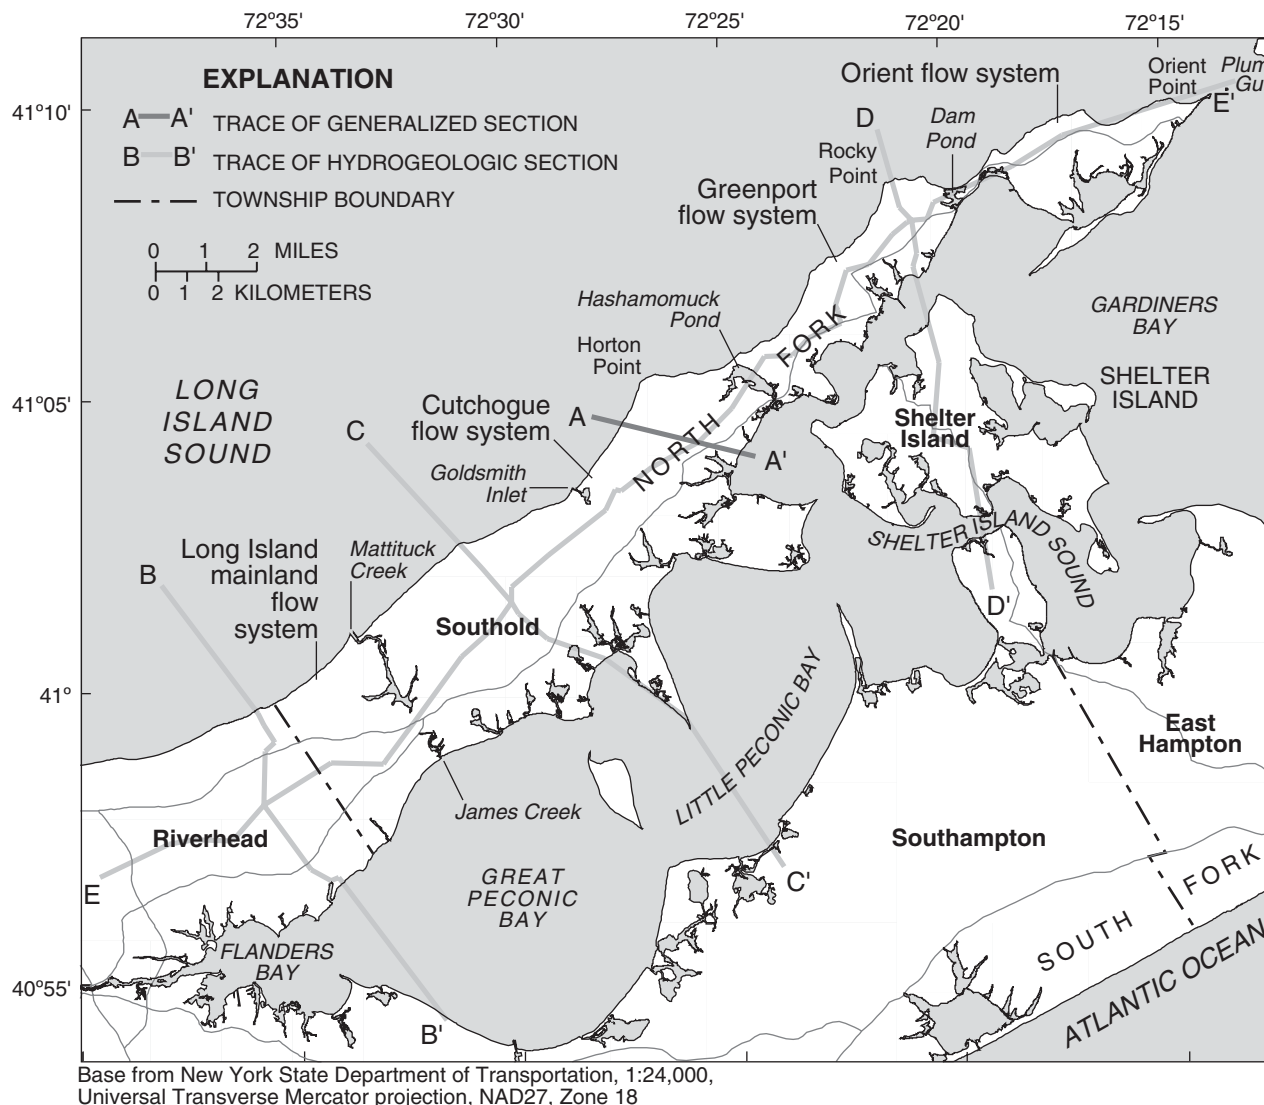 72°35'
72°30'
72°25'
72°20'
72°15'
EXPLANATION
A A' TRACE OF GENERALIZED SECTION
B B' TRACE OF HYDROGEOLOGIC SECTION
TOWNSHIP BOUNDARY
0 1 2 MILES
0 1 2 KILOMETERS
41°10'
41°05'
41°
40°55'
Orient flow system
Orient
Point
Plum
Gu
E'
D
Dam
Pond
Rocky
Point
Greenport
flow system
Hashamomuck
Pond
Horton
Point
GARDINERS
BAY
SHELTER
ISLAND
LONG
ISLAND
SOUND
NORTH FORK
Cutchogue
flow system
A
A'
C
Goldsmith
Inlet
Shelter
Island
SHELTER ISLAND SOUND
Long Island
mainland
flow
system
Mattituck
Creek
B
Southold
D'
LITTLE PECONIC BAY
East
Hampton
James Creek
Riverhead
Southampton
E
GREAT
PECONIC
BAY
C'
FLANDERS
BAY
SOUTH FORK
ATLANTIC OCEAN
B'
Base from New York State Department of Transportation, 1:24,000,
Universal Transverse Mercator projection, NAD27, Zone 18